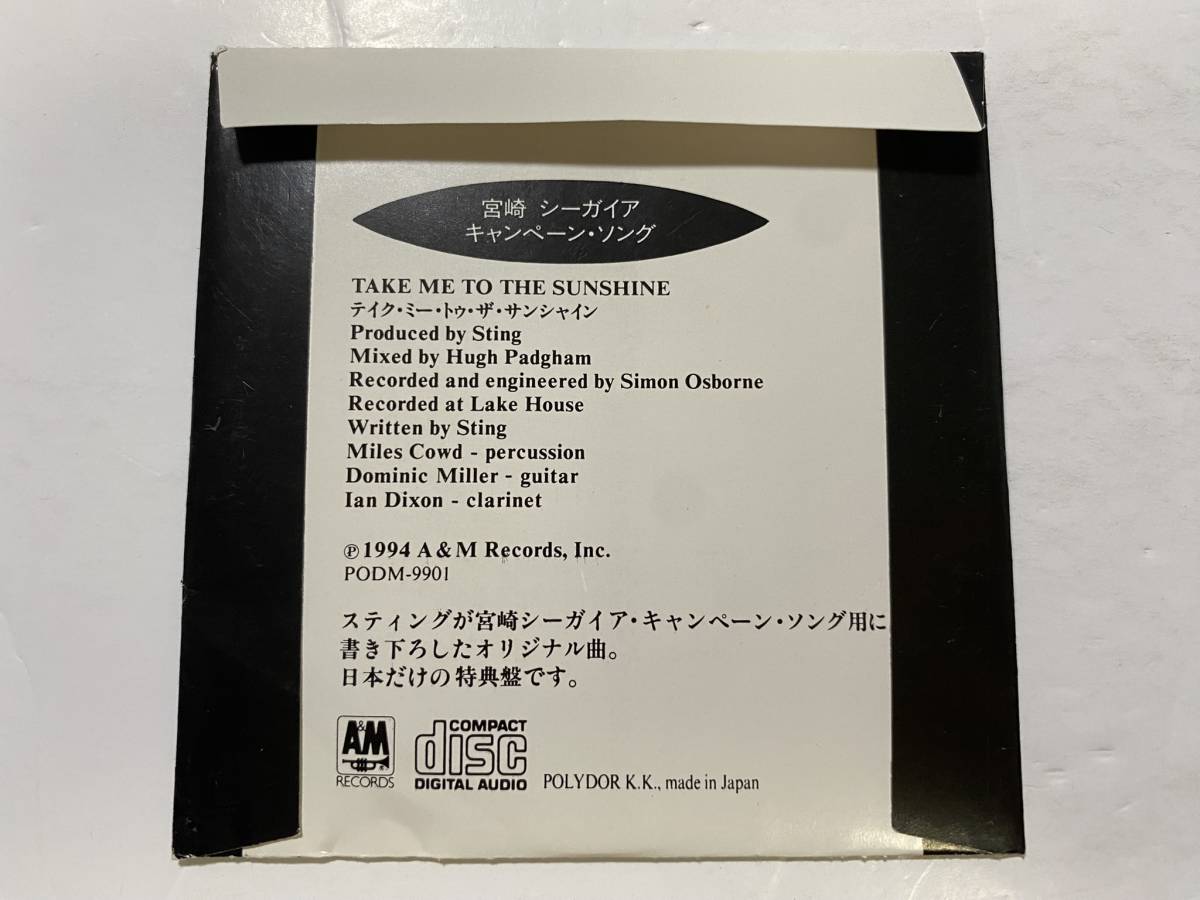 宮崎 シーガイア
キャンペーン・ソング
TAKE ME TO THE SUNSHINE
テイク・ミー・トゥ・ザ・サンシャイン
Produced by Sting
Mixed by Hugh Padgham
Recorded and engineered by Simon Osborne
Recorded at Lake House
Written by Sting
Miles Cowd - percussion
Dominic Miller - guitar
Ian Dixon - clarinet
℗1994 A&M Records, Inc.
PODM-9901
スティングが宮崎シーガイア・キャンペーン・ソング用に
書き下ろしたオリジナル曲。
日本だけの特典盤です。
A&M RECORDS
COMPACT disc DIGITAL AUDIO
POLYDOR K.K., made in Japan